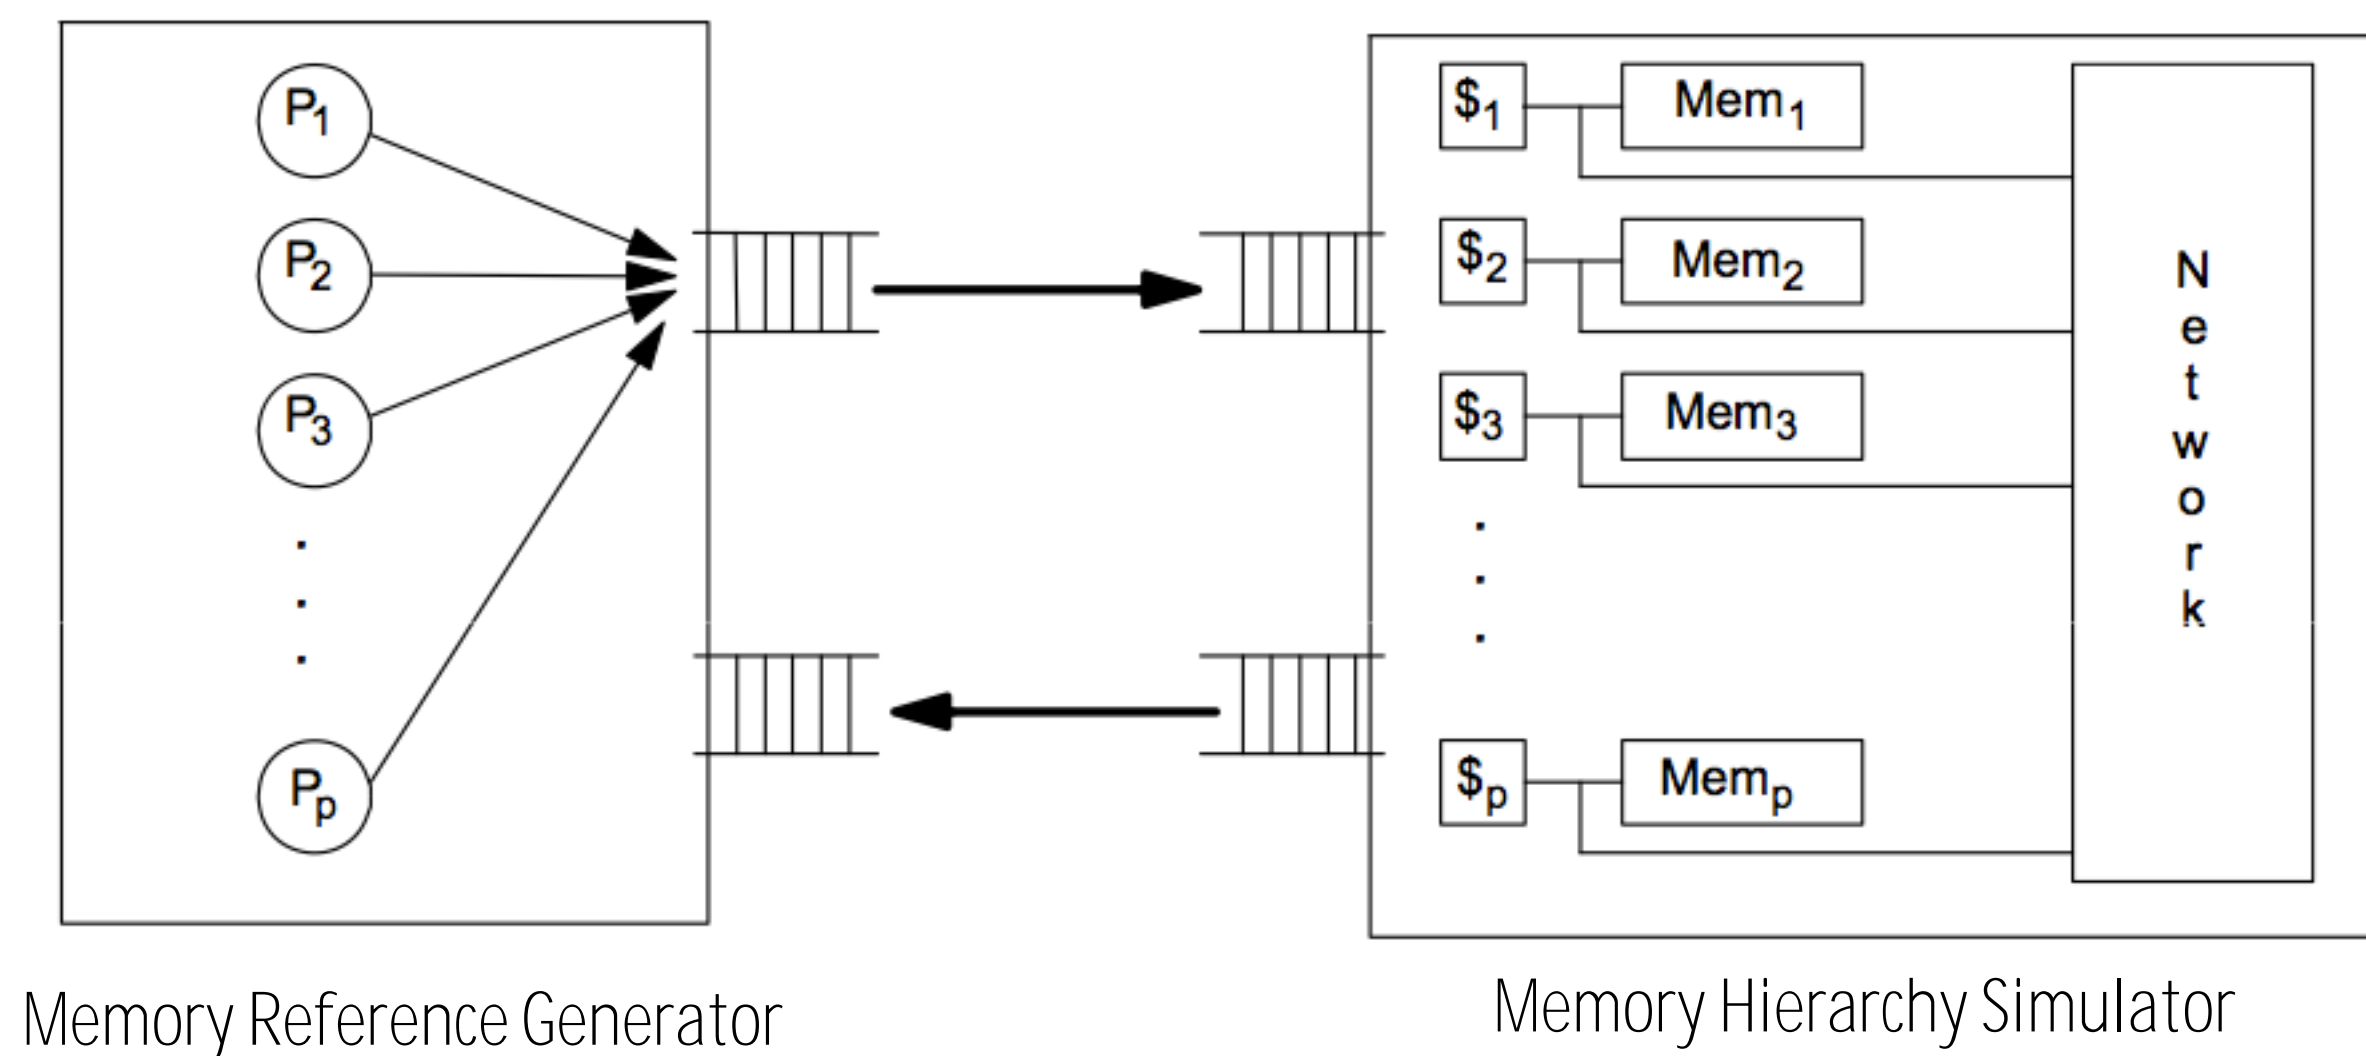 P1
P2
P3
.
.
.
Pp
$1 Mem1
$2 Mem2
$3 Mem3
.
.
.
$p Memp
N
e
t
w
o
r
k
Memory Reference Generator
Memory Hierarchy Simulator